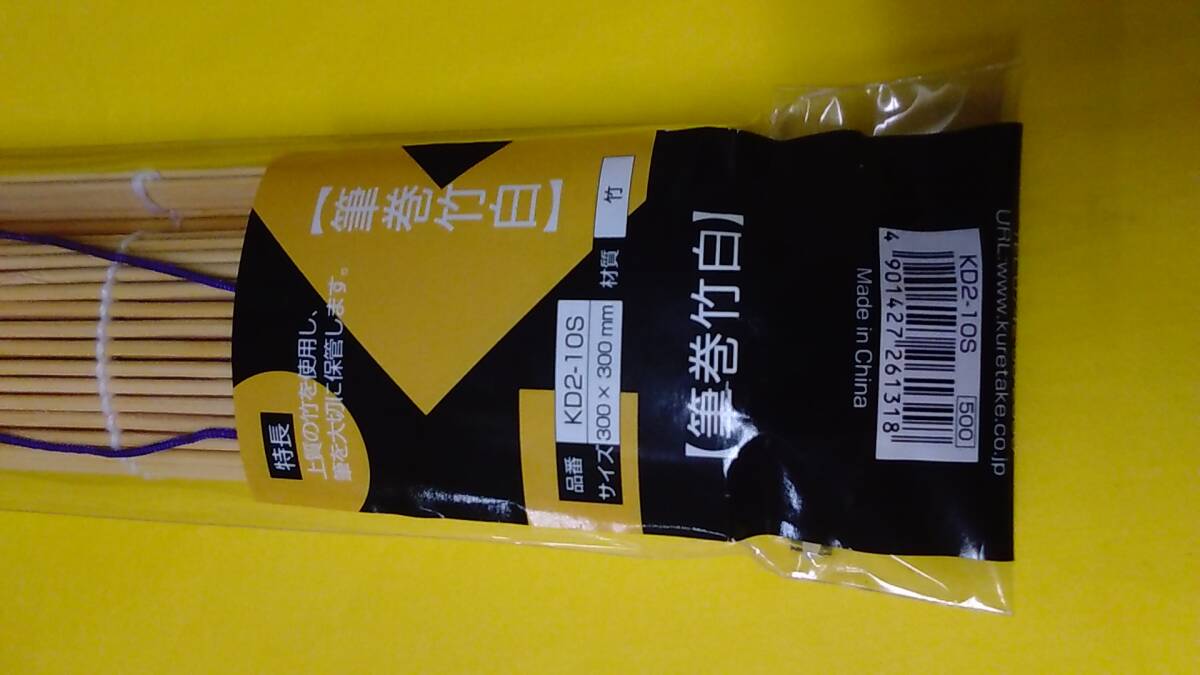 【筆巻竹白】
特長
上質の竹を使用し、
筆を大切に保管します。
品番 KD2-10S
サイズ 300×300mm 材質 竹
【筆巻竹白】
Made in China
4 901427 261318
KD2-10S 500
URL.www.kuretake.co.jp